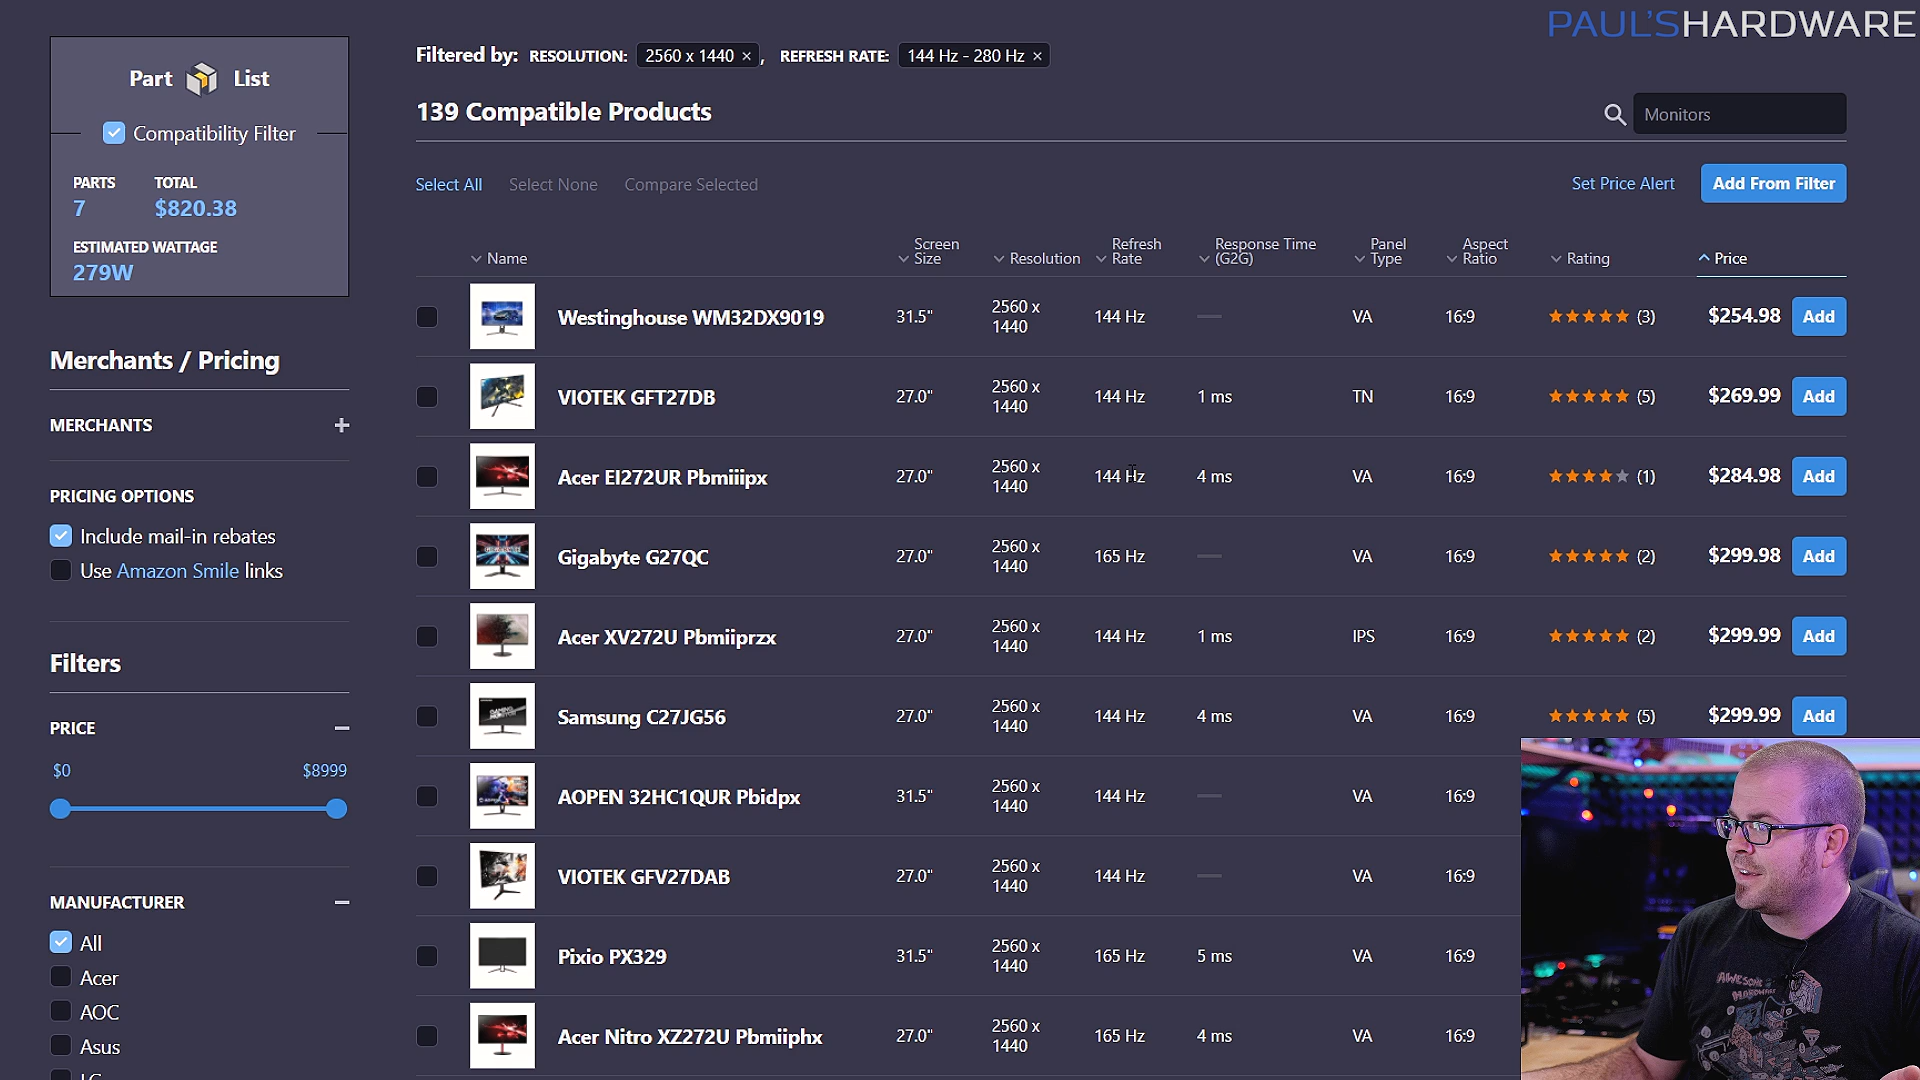 PAUL'SHARDWARE
Part List
Compatibility Filter
PARTS TOTAL
7 $820.38
ESTIMATED WATTAGE
279W
Merchants / Pricing
MERCHANTS +
PRICING OPTIONS
Include mail-in rebates
Use Amazon Smile links
Filters
PRICE
$0 $8999
MANUFACTURER
All
Acer
AOC
Asus
Filtered by: RESOLUTION: 2560 x 1440 ×, REFRESH RATE: 144 Hz - 280 Hz ×
139 Compatible Products
Monitors
Select All Select None Compare Selected
Set Price Alert Add From Filter
Name Screen Size Resolution Refresh Rate Response Time (G2G) Panel Type Aspect Ratio Rating Price
Westinghouse WM32DX9019 31.5" 2560 x 1440 144 Hz — VA 16:9 (3) $254.98 Add
VIOTEK GFT27DB 27.0" 2560 x 1440 144 Hz 1 ms TN 16:9 (5) $269.99 Add
Acer EI272UR Pbmiiipx 27.0" 2560 x 1440 144 Hz 4 ms VA 16:9 (1) $284.98 Add
Gigabyte G27QC 27.0" 2560 x 1440 165 Hz — VA 16:9 (2) $299.98 Add
Acer XV272U Pbmiiprzx 27.0" 2560 x 1440 144 Hz 1 ms IPS 16:9 (2) $299.99 Add
Samsung C27JG56 27.0" 2560 x 1440 144 Hz 4 ms VA 16:9 (5) $299.99 Add
AOPEN 32HC1QUR Pbidpx 31.5" 2560 x 1440 144 Hz — VA 16:9
VIOTEK GFV27DAB 27.0" 2560 x 1440 144 Hz — VA 16:9
Pixio PX329 31.5" 2560 x 1440 165 Hz 5 ms VA 16:9
Acer Nitro XZ272U Pbmiiphx 27.0" 2560 x 1440 165 Hz 4 ms VA 16:9
AWESOME
HARDWARE